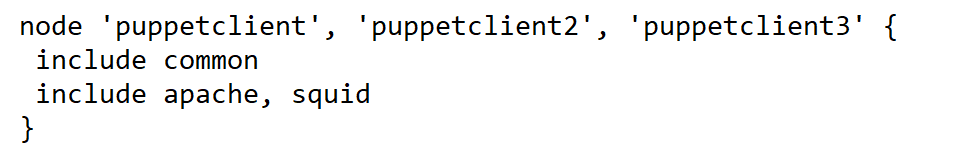 node 'puppetclient', 'puppetclient2', 'puppetclient3' {
 include common
 include apache, squid
}